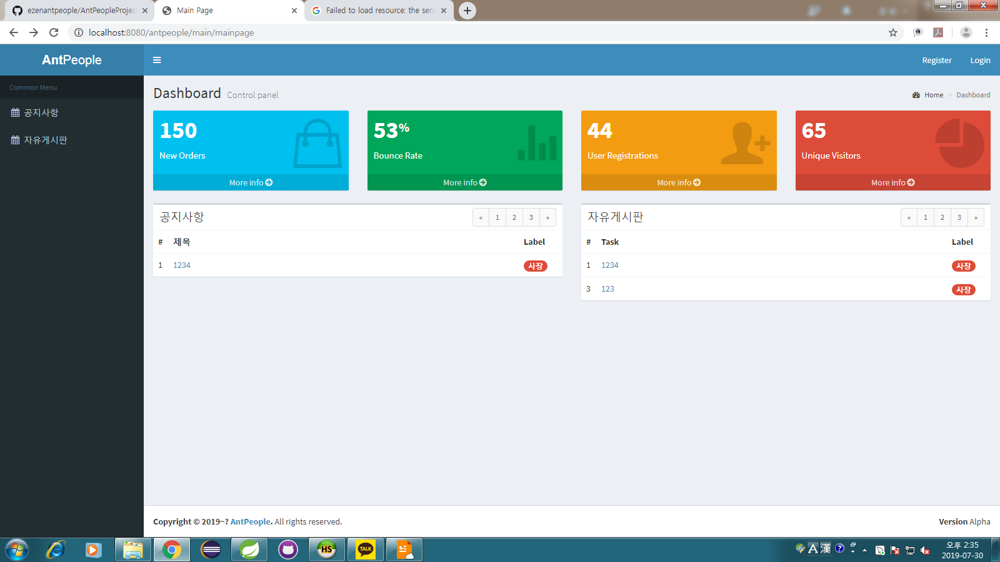 ezenantpeople/AntPeopleProjec
Main Page
Failed to load resource: the serv
localhost:8080/antpeople/main/mainpage
AntPeople
Register
Login
Common Menu
공지사항
자유게시판
Dashboard Control panel
Home > Dashboard
150
New Orders
More info
53%
Bounce Rate
More info
44
User Registrations
More info
65
Unique Visitors
More info
공지사항
« 1 2 3 »
# 제목 Label
1 1234 사장
자유게시판
« 1 2 3 »
# Task Label
1 1234 사장
3 123 사장
Copyright © 2019~? AntPeople. All rights reserved.
Version Alpha
HS
TALK
A 漢
오후 2:35
2019-07-30